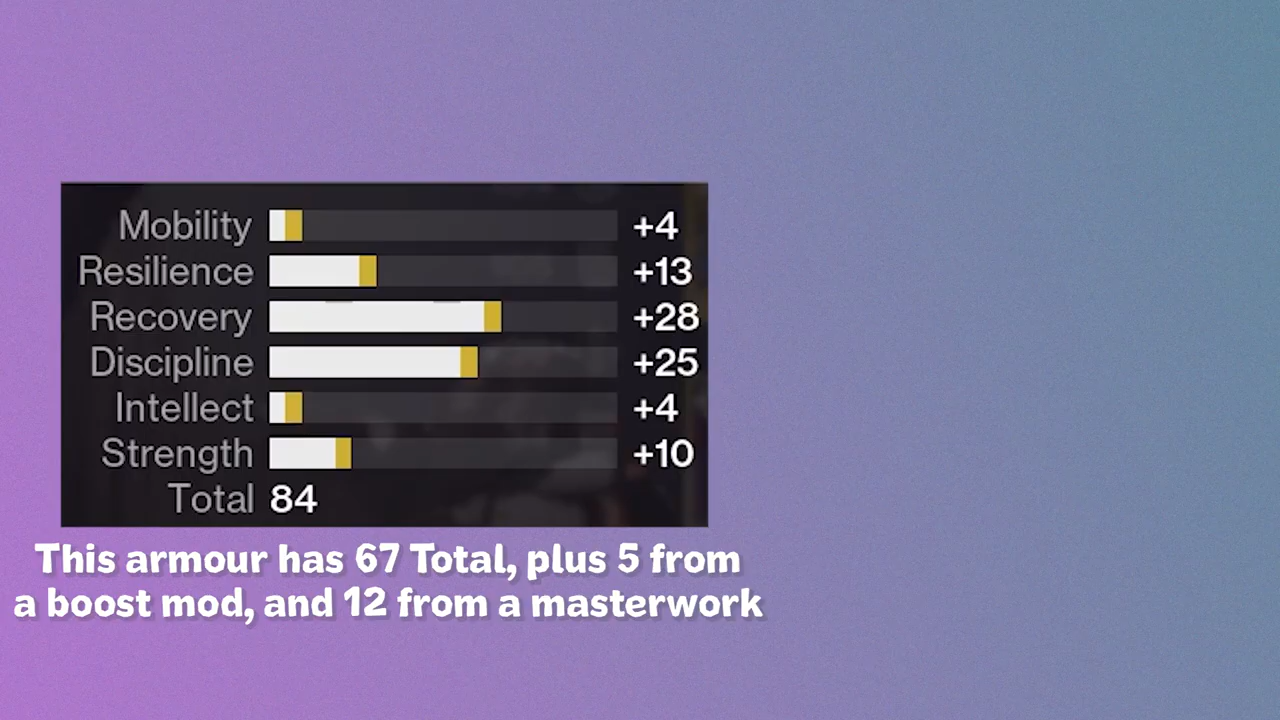 Mobility +4
Resilience +13
Recovery +28
Discipline +25
Intellect +4
Strength +10
Total 84
This armour has 67 Total, plus 5 from
a boost mod, and 12 from a masterwork